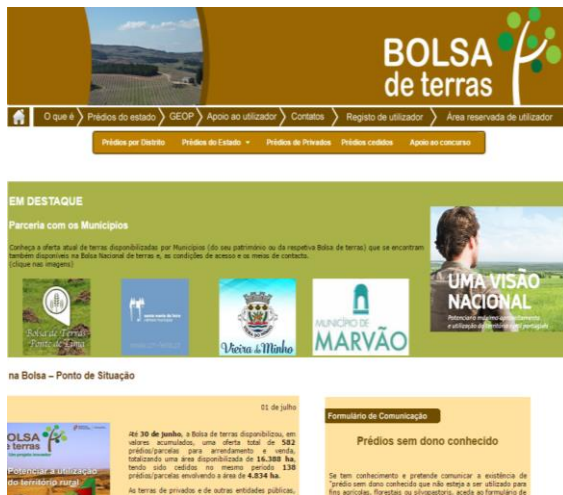 BOLSA
de terras
O que é Prédios do estado GEOP Apoio ao utilizador Contatos Registo de utilizador Área reservada de utilizador
Prédios por Distrito Prédios do Estado Prédios de Privados Prédios cedidos Apoio ao concurso
EM DESTAQUE
Parceria com os Municípios
Conheça a oferta atual de terras disponibilizadas por Municípios (do seu património ou da respetiva Bolsa de terras) que se encontram
também disponíveis na Bolsa Nacional de terras e, as condições de acesso e os meios de contacto.
(clique nas imagens)
Bolsa de Terras
Ponte de Lima
Vieira do Minho
MUNICÍPIO DE
MARVÃO
UMA VISÃO
NACIONAL
Potenciar o máximo aproveitamento
e utilização do território rural português
na Bolsa – Ponto de Situação
01 de julho
OLSA
e terras
Potenciar a utilização
do território rural
Até 30 de junho, a Bolsa de terras disponibilizou, em
valores acumulados, uma oferta total de 582
prédios/parcelas para arrendamento e venda,
totalizando uma área disponibilizada de 16.388 ha,
tendo sido cedidos no mesmo período 138
prédios/parcelas envolvendo a área de 4.834 ha.
As terras de privados e de outras entidades públicas,
Formulário de Comunicação
Prédios sem dono conhecido
Se tem conhecimento e pretende comunicar a existência de
"prédio sem dono conhecido que não esteja a ser utilizado para
fins agrícolas, florestais ou silvopastoris, aceda ao formulário de